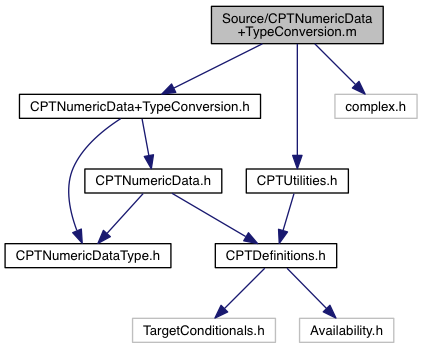 Source/CPTNumericData
+TypeConversion.m
CPTNumericData+TypeConversion.h
complex.h
CPTNumericData.h
CPTUtilities.h
CPTNumericDataType.h
CPTDefinitions.h
TargetConditionals.h
Availability.h